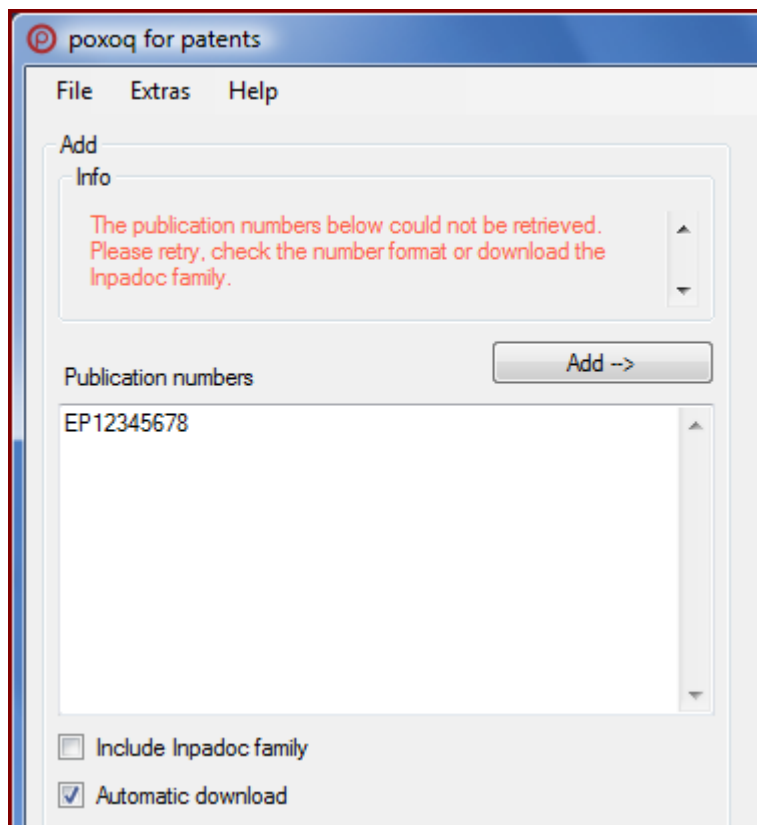 poxoq for patents
File Extras Help
Add
Info
The publication numbers below could not be retrieved.
Please retry, check the number format or download the
Inpadoc family.
Publication numbers
Add -->
EP12345678
Include Inpadoc family
Automatic download